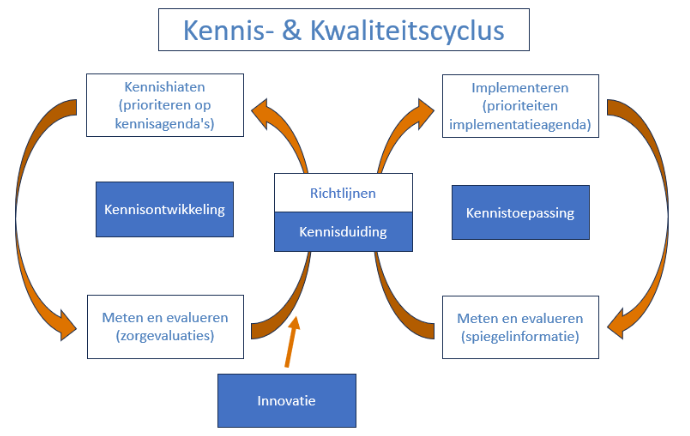 Kennis- & Kwaliteitscyclus
Kennishiaten
(prioriteren op
kennisagenda's)
Implementeren
(prioriteiten
implementatieagenda)
Richtlijnen
Kennisduiding
Kennisontwikkeling
Kennistoepassing
Meten en evalueren
(zorgevaluaties)
Meten en evalueren
(spiegelinformatie)
Innovatie